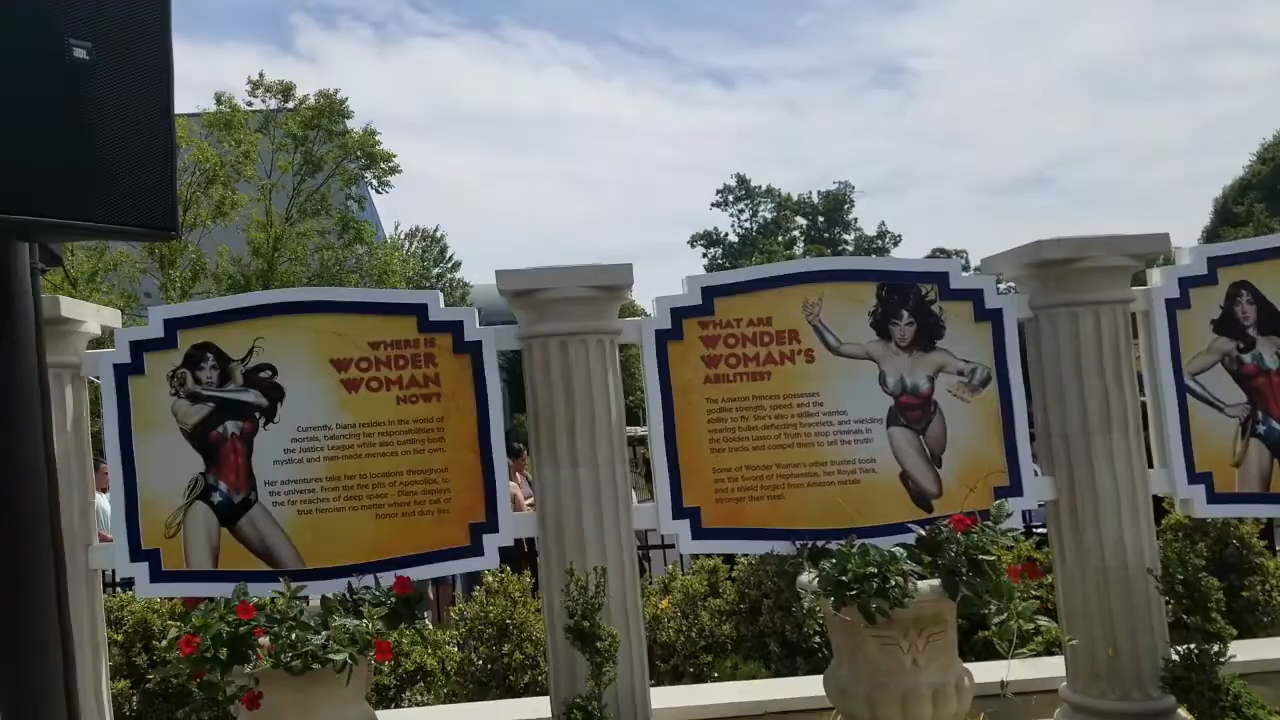 JBL
WHERE IS
WONDER
WOMAN
NOW?
Currently, Diana resides in the world of
mortals, balancing her responsibilities to
the Justice League while also battling both
mystical and man-made menaces on her own.
Her adventures take her to locations throughout
the universe. From the fire pits of Apokolips, to
the far reaches of deep space – Diana displays
true heroism no matter where her call of
honor and duty lies.
WHAT ARE
WONDER
WOMAN'S
ABILITIES?
The Amazon Princess possesses
godlike strength, speed, and the
ability to fly. She's also a skilled warrior,
wearing bullet-deflecting bracelets, and wielding
the Golden Lasso of Truth to stop criminals in
their tracks and compel them to tell the truth!
Some of Wonder Woman's other trusted tools
are the Sword of Hephaestus, her Royal Tiara,
and a shield forged from Amazon metals
stronger than steel.